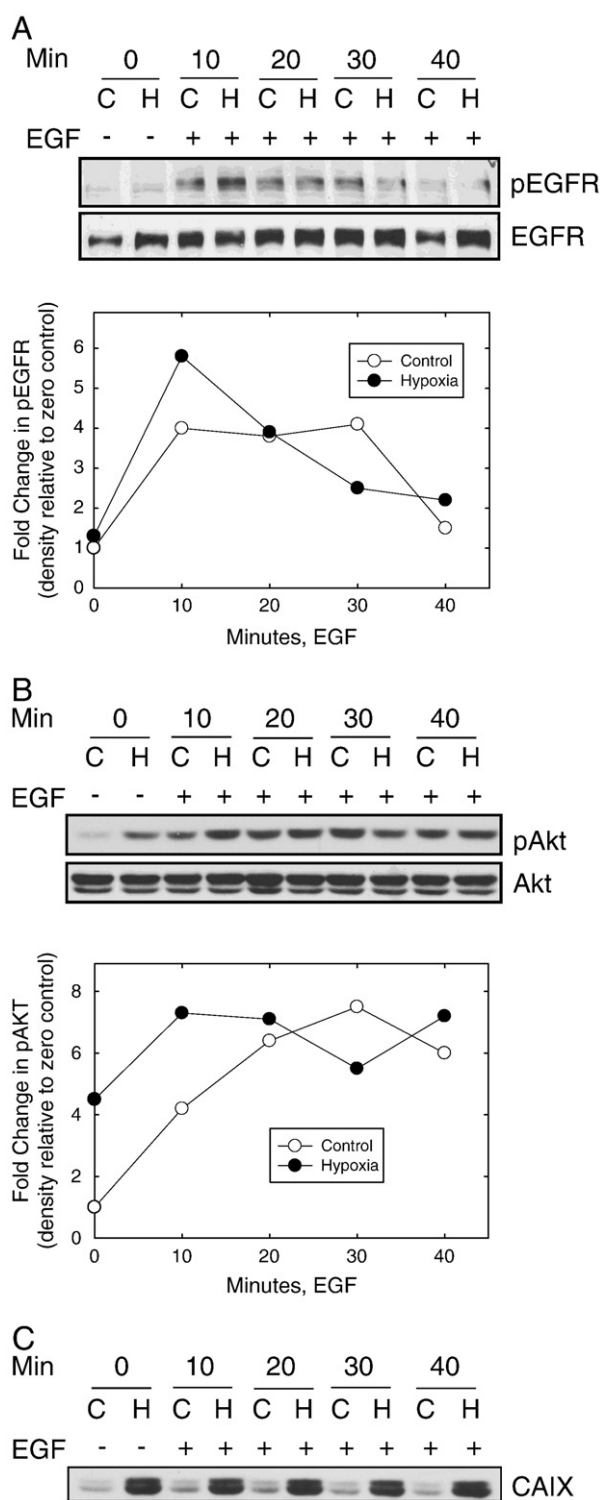 A
Min 0 10 20 30 40
C H C H C H C H C H
EGF - - + + + + + + + +
pEGFR
EGFR
Fold Change in pEGFR
(density relative to zero control)
6
5
4
3
2
1
0
Control
Hypoxia
0 10 20 30 40
Minutes, EGF
B
Min 0 10 20 30 40
C H C H C H C H C H
EGF - - + + + + + + + +
pAkt
Akt
Fold Change in pAKT
(density relative to zero control)
8
6
4
2
0
Control
Hypoxia
0 10 20 30 40
Minutes, EGF
C
Min 0 10 20 30 40
C H C H C H C H C H
EGF - - + + + + + + + +
CAIX